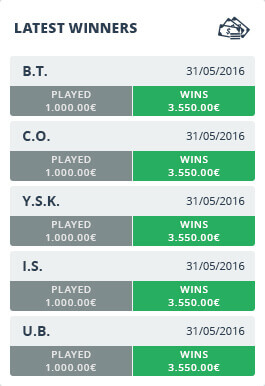 LATEST WINNERS
B.T. 31/05/2016
PLAYED WINS
1.000.00€ 3.550.00€
C.O. 31/05/2016
PLAYED WINS
1.000.00€ 3.550.00€
Y.S.K. 31/05/2016
PLAYED WINS
1.000.00€ 3.550.00€
I.S. 31/05/2016
PLAYED WINS
1.000.00€ 3.550.00€
U.B. 31/05/2016
PLAYED WINS
1.000.00€ 3.550.00€